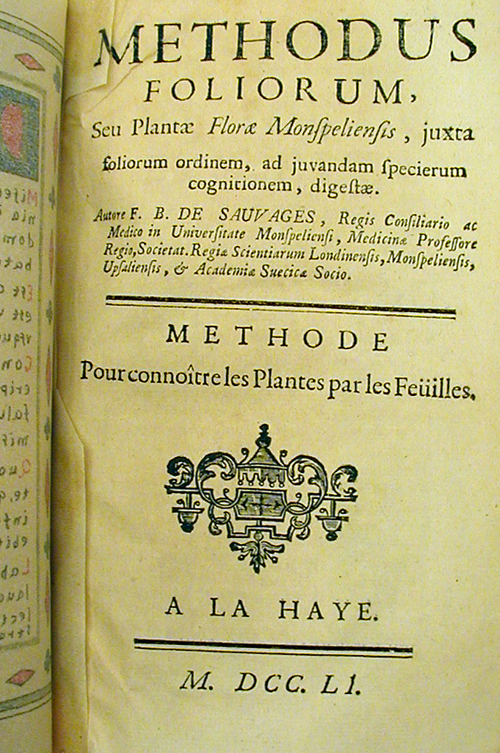 METHODUS
FOLIORUM,
Seu Plantæ Floræ Monſpelienſis, juxta
foliorum ordinem, ad juvandam ſpecierum
cognitionem, digeſtæ.
Autore F. B. DE SAUVAGES, Regis Conſiliario ac
Medico in Univerſitate Monſpelienſi, Medicinæ Profeſſore
Regio, Societat. Regiæ Scientiarum Londinenſis, Monſpelienſis,
Upſalienſis, & Academiæ Suecicæ Socio.
METHODE
Pour connoître les Plantes par les Feüilles.
A LA HAYE.
M. DCC. LI.